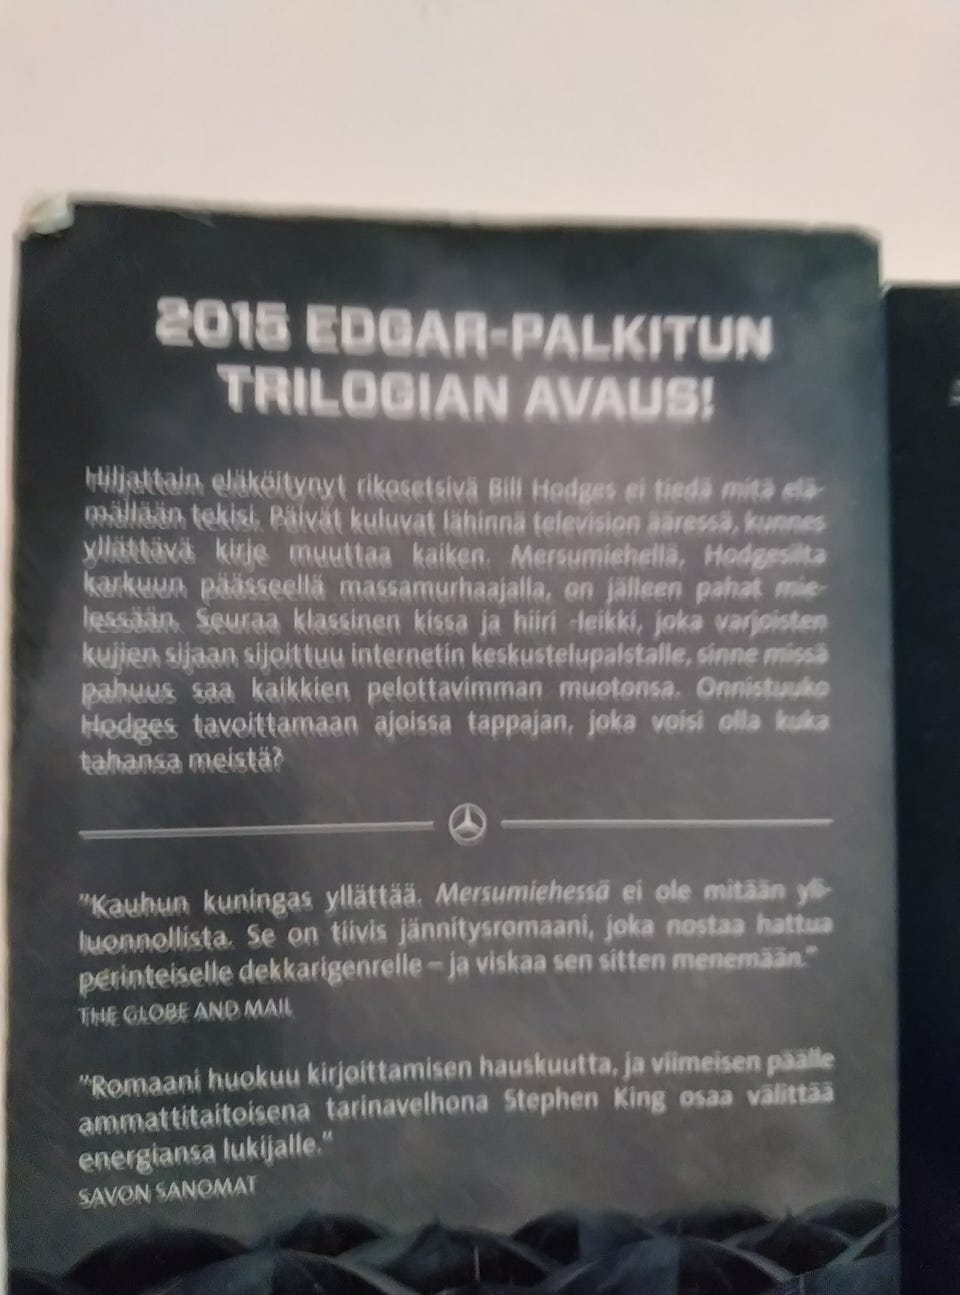 2015 EDGAR-PALKITUN
TRILOGIAN AVAUS!
Hiljattain eläköitynyt rikosetsivä Bill Hodges ei tiedä mitä elä-
mällään tekisi. Päivät kuluvat lähinnä television ääressä, kunnes
yllättävä kirje muuttaa kaiken. Mersumiehellä, Hodgesilta
karkuun päässeellä massamurhaajalla, on jälleen pahat mie-
lessään. Seuraa klassinen kissa ja hiiri -leikki, joka varjoisten
kujien sijaan sijoittuu internetin keskustelupalstalle, sinne missä
pahuus saa kaikkien pelottavimman muotonsa. Onnistuuko
Hodges tavoittamaan ajoissa tappajan, joka voisi olla kuka
tahansa meistä?
"Kauhun kuningas yllättää. Mersumiehessä ei ole mitään yli-
luonnollista. Se on tiivis jännitysromaani, joka nostaa hattua
perinteiselle dekkarigenrelle – ja viskaa sen sitten menemään."
THE GLOBE AND MAIL
"Romaani huokuu kirjoittamisen hauskuutta, ja viimeisen päälle
ammattitaitoisena tarinavelhona Stephen King osaa välittää
energiansa lukijalle."
SAVON SANOMAT